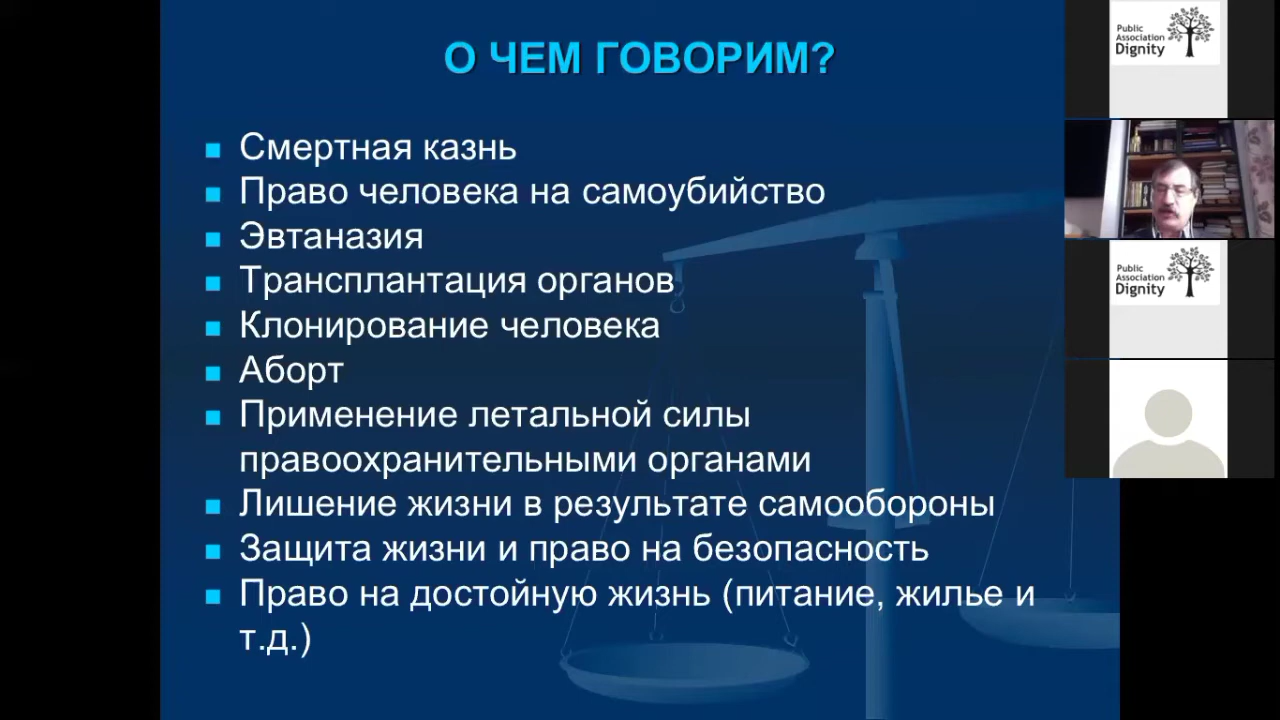 О ЧЕМ ГОВОРИМ?
Смертная казнь
Право человека на самоубийство
Эвтаназия
Трансплантация органов
Клонирование человека
Аборт
Применение летальной силы
правоохранительными органами
Лишение жизни в результате самообороны
Защита жизни и право на безопасность
Право на достойную жизнь (питание, жилье и
т.д.)
Public
Association
Dignity
Public
Association
Dignity